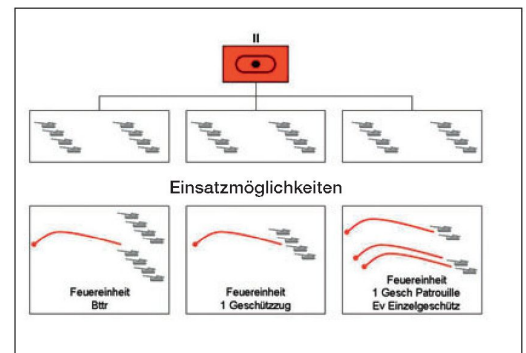 II
Einsatzmöglichkeiten
Feuereinheit
Bttr
Feuereinheit
1 Geschützzug
Feuereinheit
1 Gesch Patrouille
Ev Einzelgeschütz